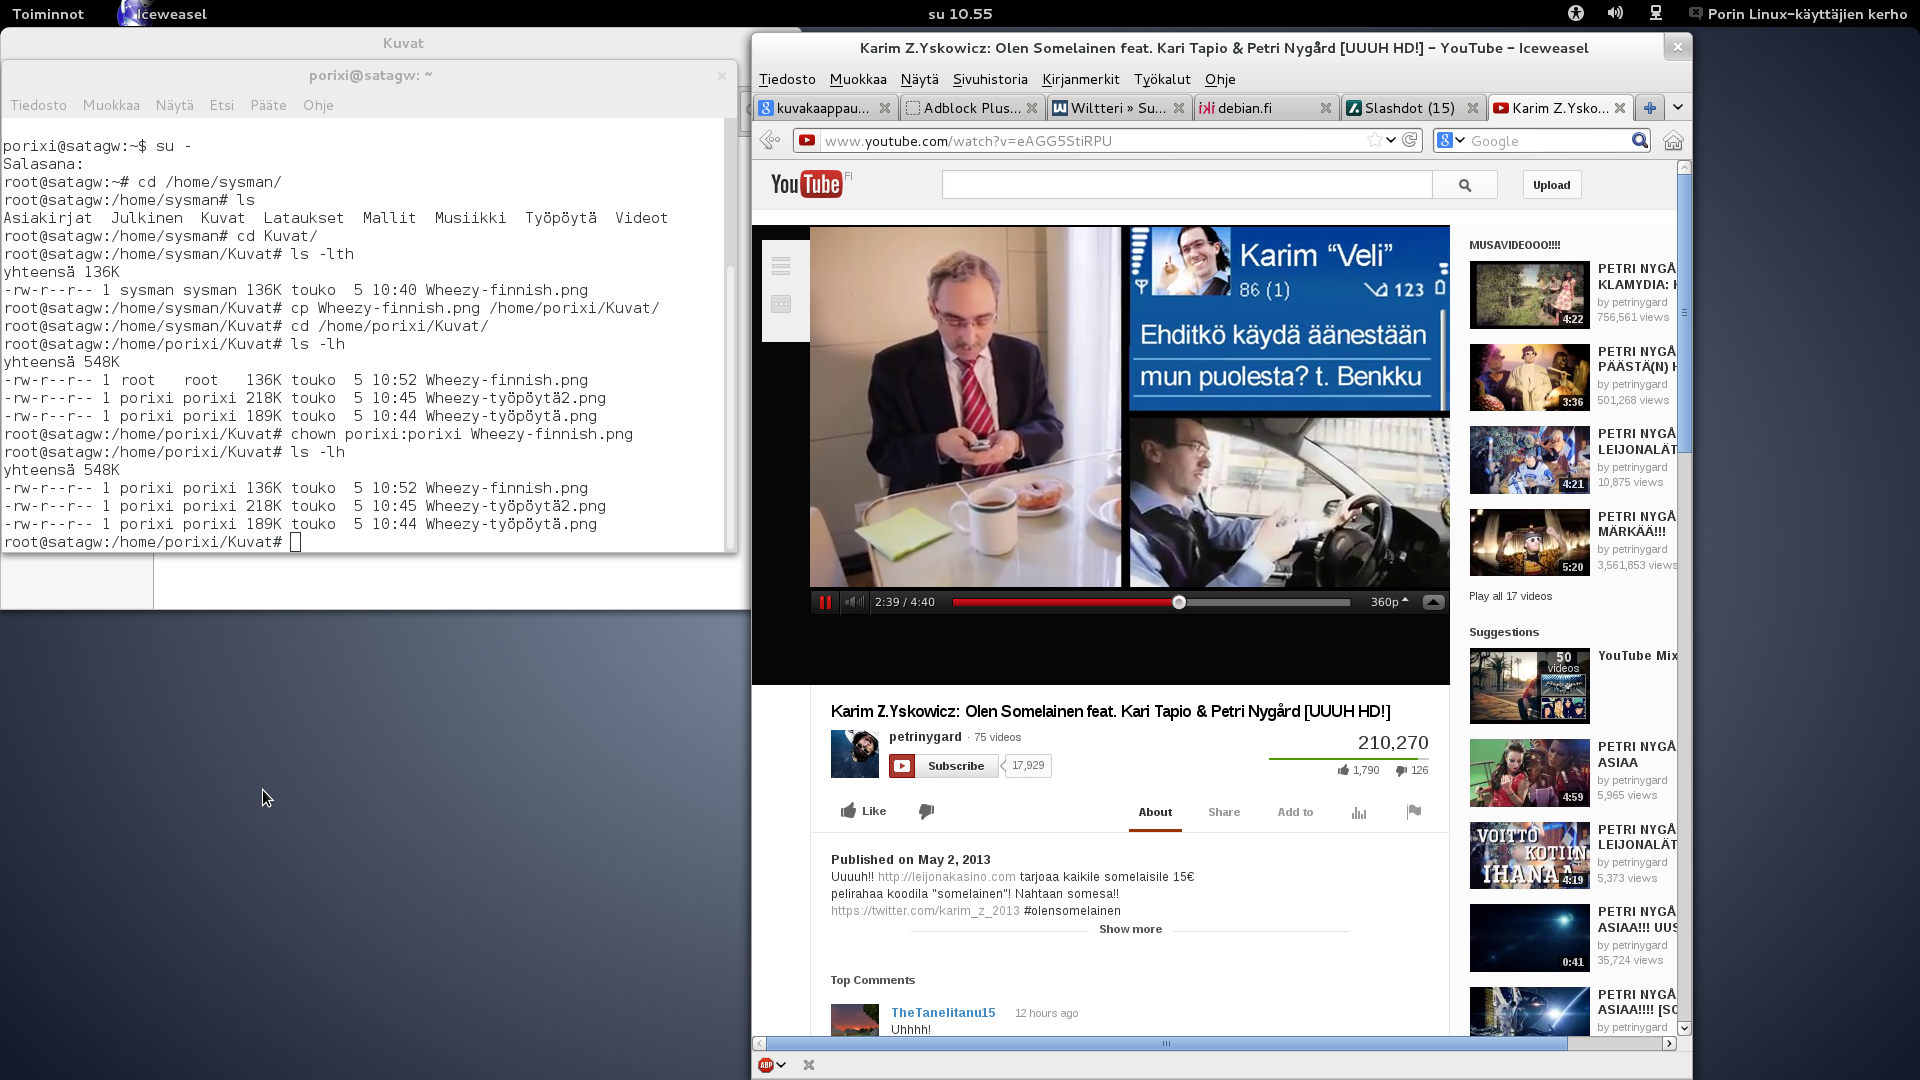 Toiminnot
Iceweasel
su 10.55
Porin Linux-käyttäjien kerho
Kuvat
porixi@satagw: ~
Tiedosto Muokkaa Näytä Etsi Pääte Ohje
porixi@satagw:~$ su -
Salasana:
root@satagw:~# cd /home/sysman/
root@satagw:/home/sysman# ls
Asiakirjat Julkinen Kuvat Lataukset Mallit Musiikki Työpöytä Videot
root@satagw:/home/sysman# cd Kuvat/
root@satagw:/home/sysman/Kuvat# ls -lth
yhteensä 136K
-rw-r--r-- 1 sysman sysman 136K touko 5 10:40 Wheezy-finnish.png
root@satagw:/home/sysman/Kuvat# cp Wheezy-finnish.png /home/porixi/Kuvat/
root@satagw:/home/sysman/Kuvat# cd /home/porixi/Kuvat/
root@satagw:/home/porixi/Kuvat# ls -lh
yhteensä 548K
-rw-r--r-- 1 root root 136K touko 5 10:52 Wheezy-finnish.png
-rw-r--r-- 1 porixi porixi 218K touko 5 10:45 Wheezy-työpöytä2.png
-rw-r--r-- 1 porixi porixi 189K touko 5 10:44 Wheezy-työpöytä.png
root@satagw:/home/porixi/Kuvat# chown porixi:porixi Wheezy-finnish.png
root@satagw:/home/porixi/Kuvat# ls -lh
yhteensä 548K
-rw-r--r-- 1 porixi porixi 136K touko 5 10:52 Wheezy-finnish.png
-rw-r--r-- 1 porixi porixi 218K touko 5 10:45 Wheezy-työpöytä2.png
-rw-r--r-- 1 porixi porixi 189K touko 5 10:44 Wheezy-työpöytä.png
root@satagw:/home/porixi/Kuvat#
Karim Z.Yskowicz: Olen Somelainen feat. Kari Tapio & Petri Nygård [UUUH HD!] – YouTube – Iceweasel
Tiedosto Muokkaa Näytä Sivuhistoria Kirjanmerkit Työkalut Ohje
kuvakaappau...
Adblock Plus...
Wiltteri » Su...
debian.fi
Slashdot (15)
Karim Z.Ysko...
www.youtube.com/watch?v=eAGG5StiRPU
Google
YouTube FI
Upload
Karim “Veli”
86 (1) 123
Ehditkö käydä äänestään
mun puolesta? t. Benkku
2:39 / 4:40
360p
Karim Z.Yskowicz: Olen Somelainen feat. Kari Tapio & Petri Nygård [UUUH HD!]
petrinygard · 75 videos
Subscribe 17,929
210,270
1,790 126
Like
About Share Add to
Published on May 2, 2013
Uuuuh!! http://leijonakasino.com tarjoaa kaikile somelaisile 15€
pelirahaa koodila "somelainen"! Nahtaan somesa!!
https://twitter.com/karim_z_2013 #olensomelainen
Show more
Top Comments
TheTanelitanu15 12 hours ago
Uhhhh!
MUSAVIDEOOO!!!!
PETRI NYGÅ
KLAMYDIA:
by petrinygard
756,561 views
4:22
PETRI NYGÅ
PÄÄSTÄ(N)
by petrinygard
501,268 views
3:36
PETRI NYGÅ
LEIJONALÄT
by petrinygard
10,875 views
4:21
PETRI NYGÅ
MÄRKÄÄ!!!
by petrinygard
3,561,853 views
5:20
Play all 17 videos
Suggestions
50
videos
YouTube Mix
PETRI NYGÅ
ASIAA
by petrinygard
5,965 views
4:59
PETRI NYGÅ
LEIJONALÄT
by petrinygard
5,373 views
VOITTO
KOTIIN
IHANAA
4:19
PETRI NYGÅ
ASIAA!!! UUS
by petrinygard
35,724 views
0:41
PETRI NYGÅ
ASIAA!!!! [SO
by petrinygard
ABP